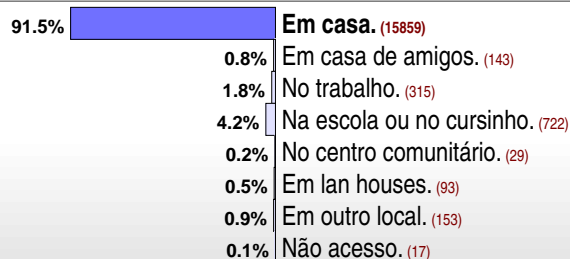 91.5% Em casa. (15859)
0.8% Em casa de amigos. (143)
1.8% No trabalho. (315)
4.2% Na escola ou no cursinho. (722)
0.2% No centro comunitário. (29)
0.5% Em lan houses. (93)
0.9% Em outro local. (153)
0.1% Não acesso. (17)